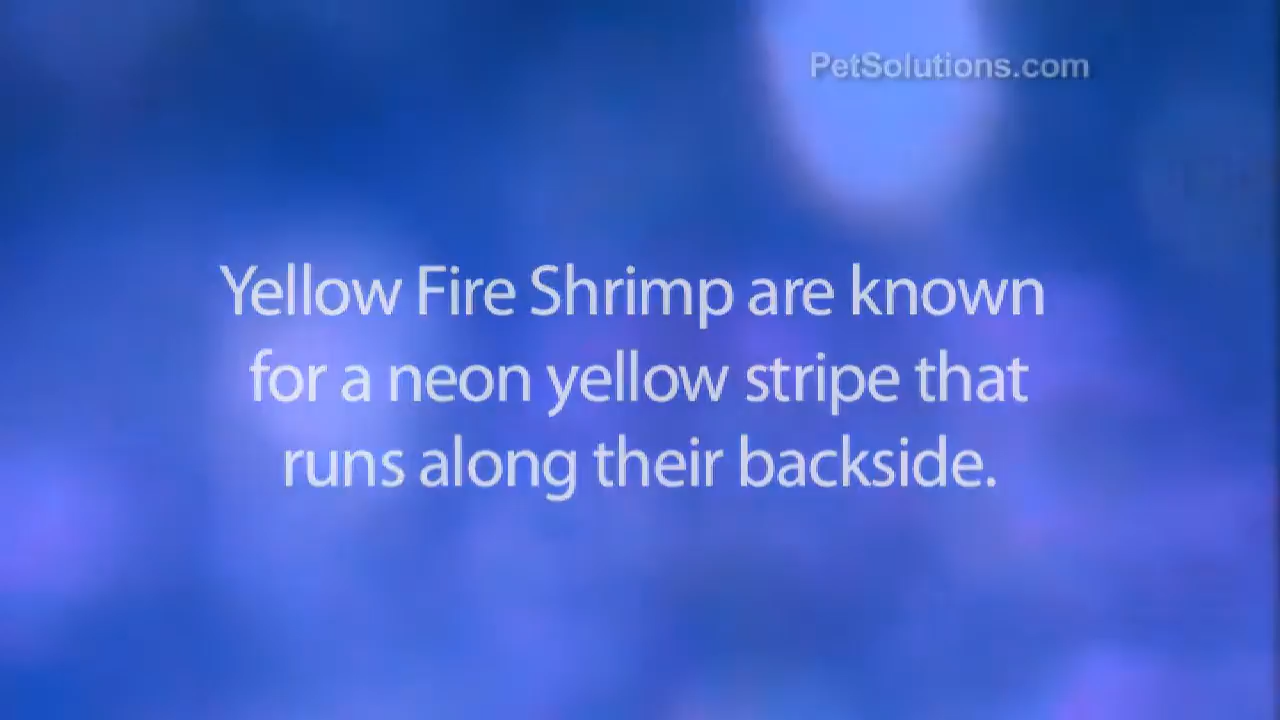 PetSolutions.com
Yellow Fire Shrimp are known
for a neon yellow stripe that
runs along their backside.